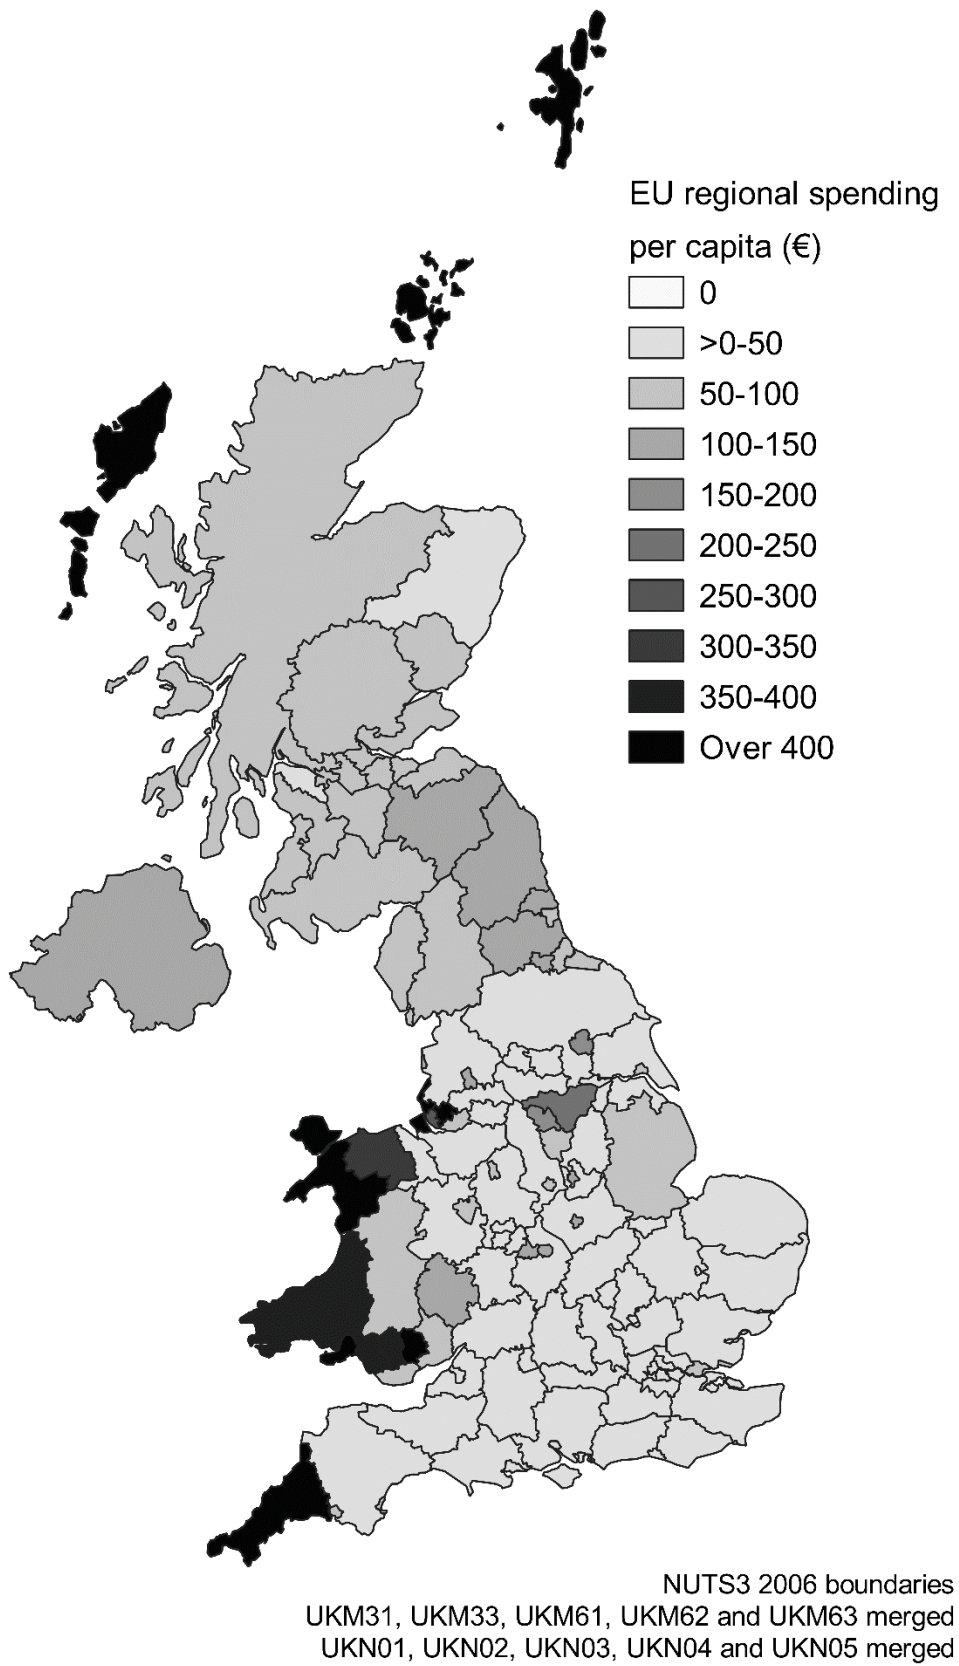 EU regional spending
per capita (€)
0
>0-50
50-100
100-150
150-200
200-250
250-300
300-350
350-400
Over 400
NUTS3 2006 boundaries
UKM31, UKM33, UKM61, UKM62 and UKM63 merged
UKN01, UKN02, UKN03, UKN04 and UKN05 merged